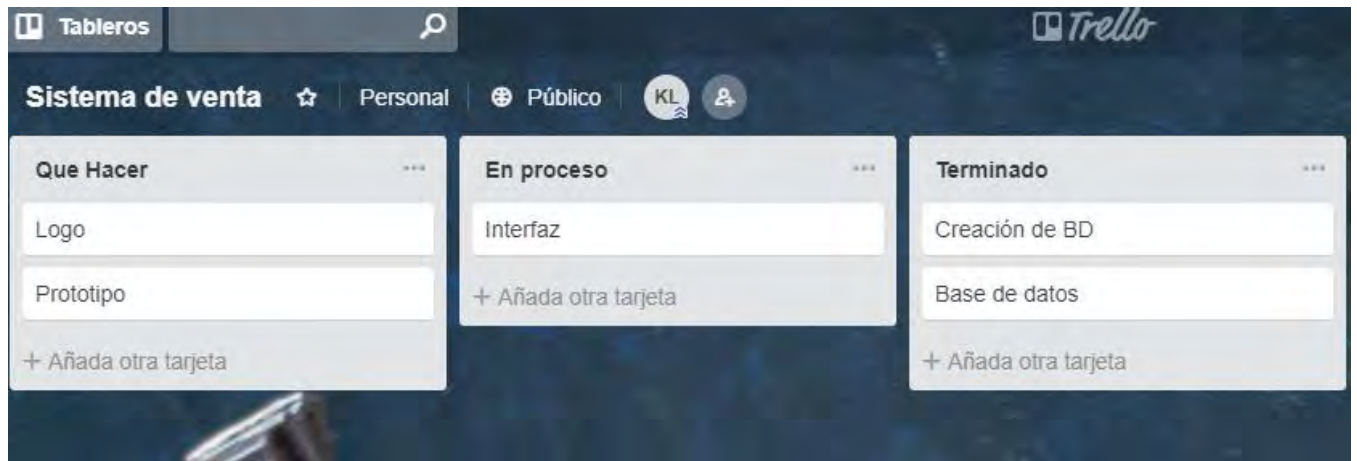 Tableros
Trello
Sistema de venta
Personal
Público
KL
Que Hacer
Logo
Prototipo
+ Añada otra tarjeta
En proceso
Interfaz
+ Añada otra tarjeta
Terminado
Creación de BD
Base de datos
+ Añada otra tarjeta